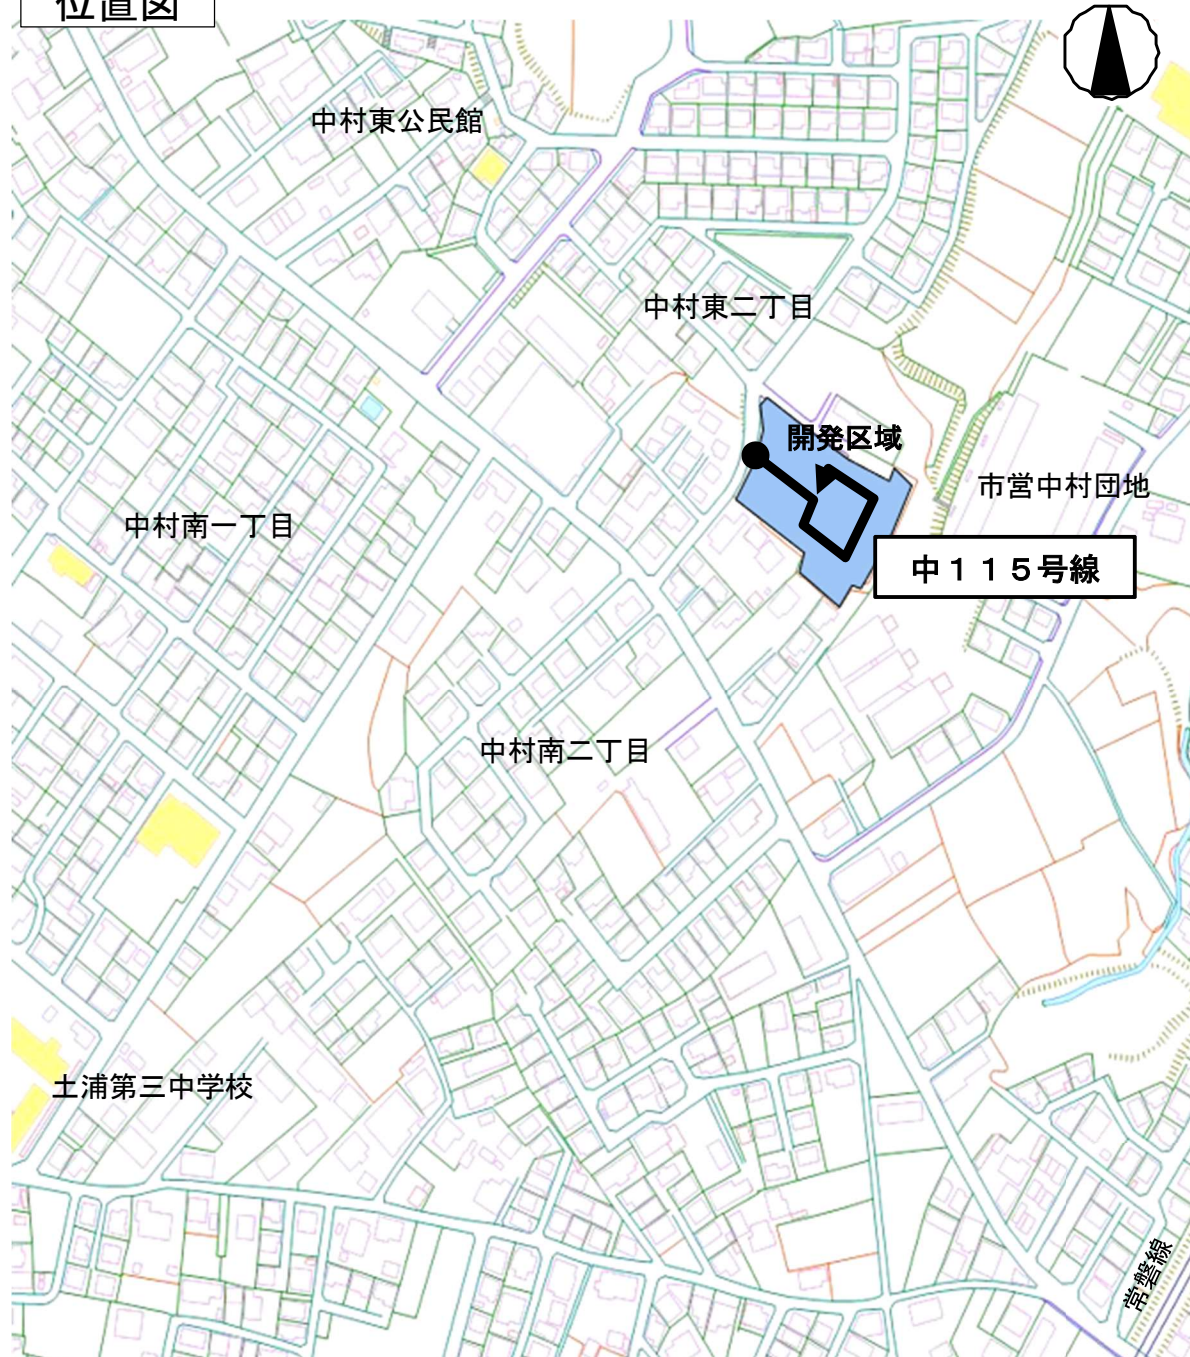 位置図
中村東公民館
中村東二丁目
開発区域
市営中村団地
中村南一丁目
中１１５号線
中村南二丁目
土浦第三中学校
常磐線